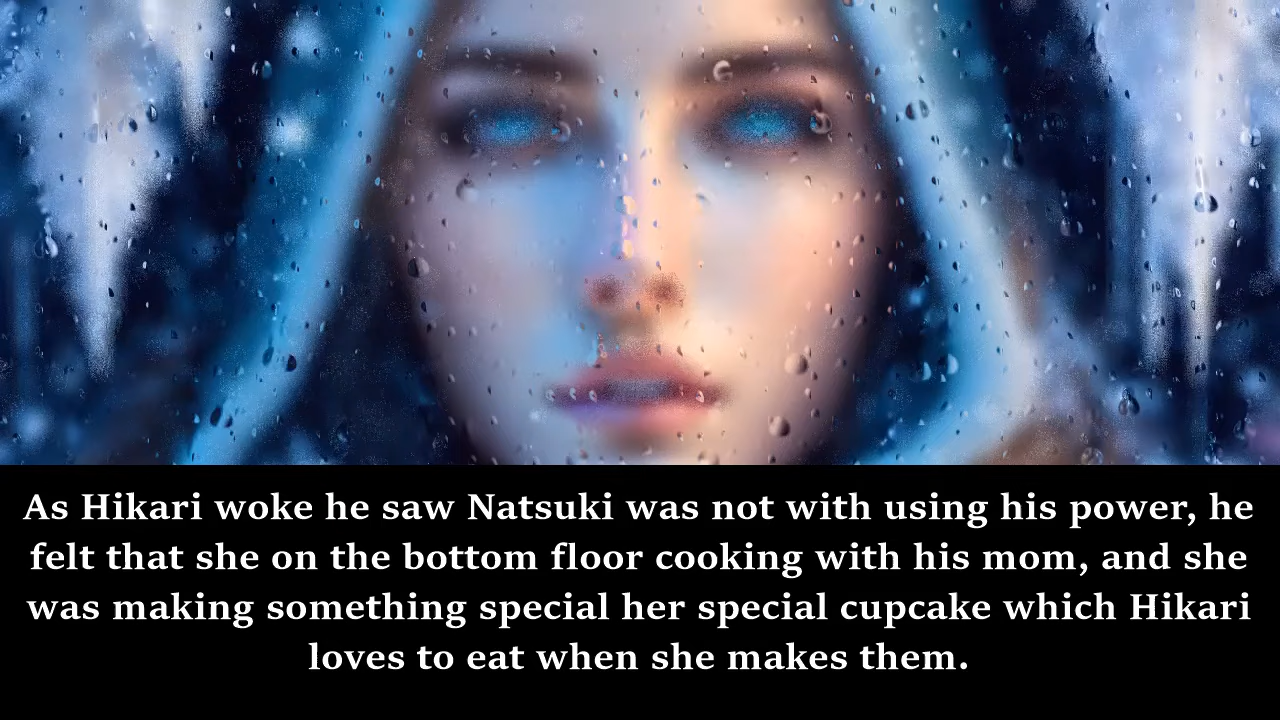 As Hikari woke he saw Natsuki was not with using his power, he
felt that she on the bottom floor cooking with his mom, and she
was making something special her special cupcake which Hikari
loves to eat when she makes them.